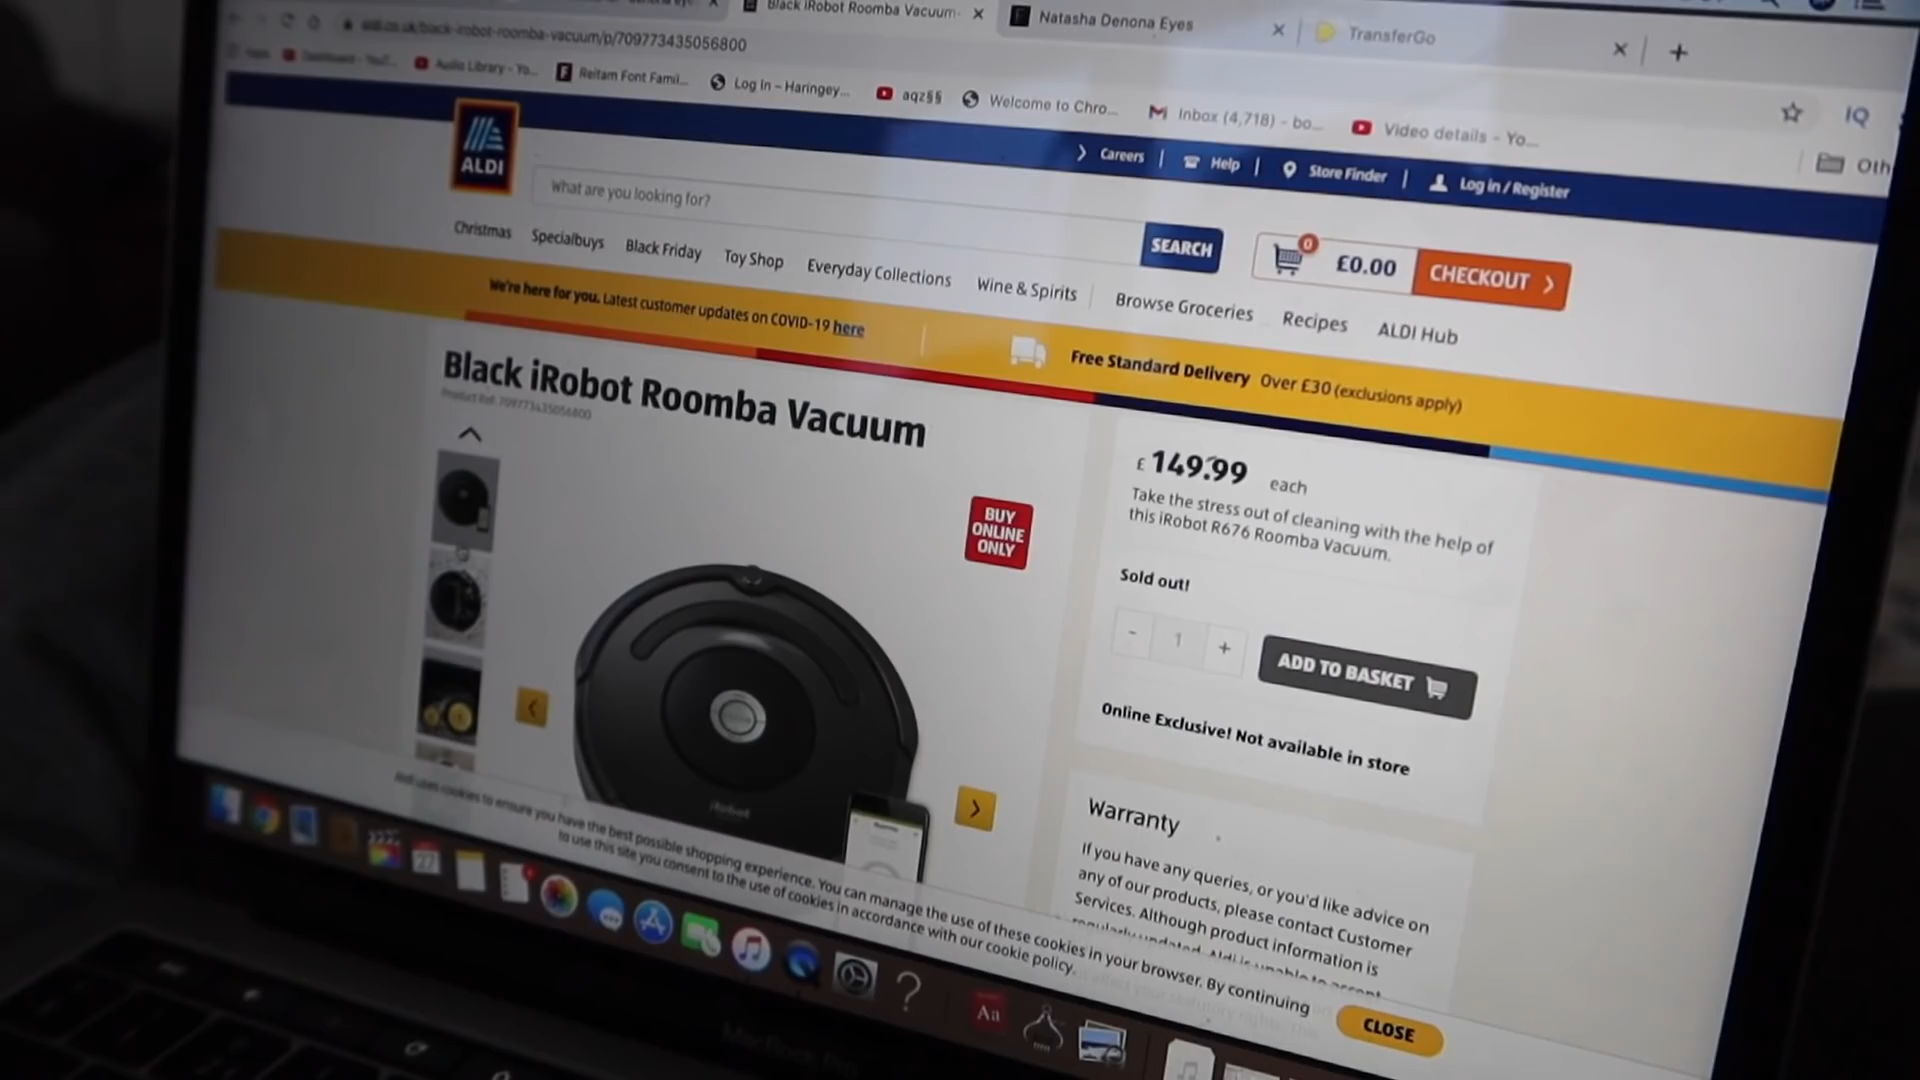 Black iRobot Roomba Vacuum
Natasha Denona Eyes
TransferGo
aldi.co.uk/black-irobot-roomba-vacuum/p/709773435056800
Apps
Dashboard - YouT...
Audio Library - Yo...
Reitam Font Famil...
Log In – Haringey...
aqz§§
Welcome to Chro...
Inbox (4,718) - bo...
Video details - Yo...
IQ
Oth
ALDI
Careers
Help
Store Finder
Log in / Register
What are you looking for?
SEARCH
0
£0.00
CHECKOUT
Christmas
Specialbuys
Black Friday
Toy Shop
Everyday Collections
Wine & Spirits
Browse Groceries
Recipes
ALDI Hub
We're here for you. Latest customer updates on COVID-19 here
Free Standard Delivery Over £30 (exclusions apply)
Black iRobot Roomba Vacuum
Product Ref: 709773435056800
BUY
ONLINE
ONLY
£ 149.99 each
Take the stress out of cleaning with the help of
this iRobot R676 Roomba Vacuum.
Sold out!
- 1 +
ADD TO BASKET
Online Exclusive! Not available in store
Warranty
If you have any queries, or you'd like advice on
any of our products, please contact Customer
Services. Although product information is
regularly updated, Aldi is unable to accept
iRobot
Aldi uses cookies to ensure you have the best possible shopping experience. You can manage the use of these cookies in your browser. By continuing
to use this site you consent to the use of cookies in accordance with our cookie policy.
CLOSE
27
Aa
MacBook Pro